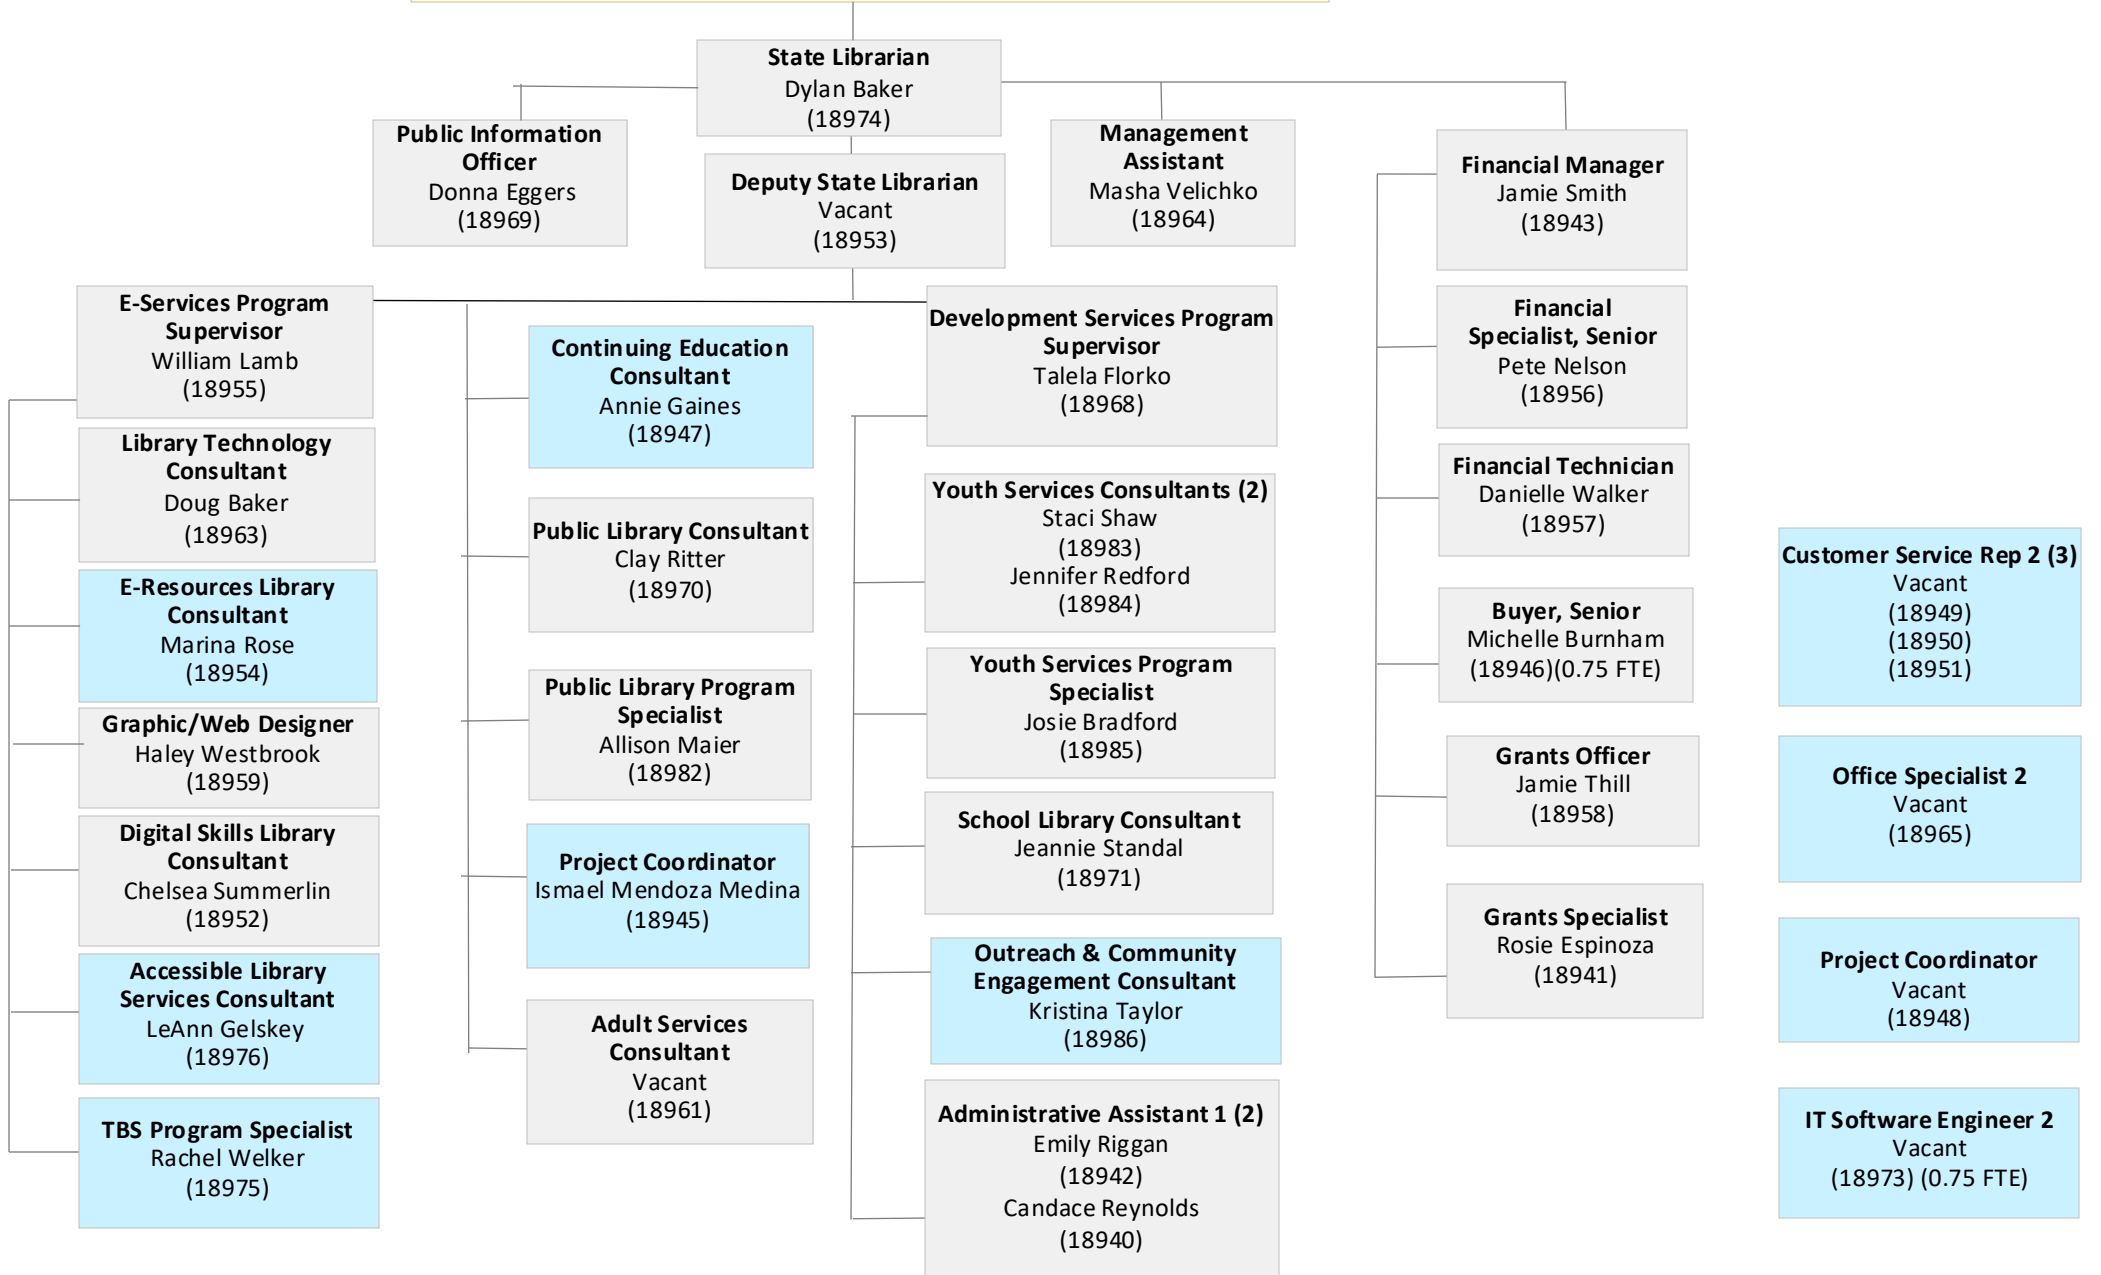 State Librarian
Dylan Baker
(18974)
Public Information
Officer
Donna Eggers
(18969)
Deputy State Librarian
Vacant
(18953)
Management
Assistant
Masha Velichko
(18964)
Financial Manager
Jamie Smith
(18943)
E-Services Program
Supervisor
William Lamb
(18955)
Library Technology
Consultant
Doug Baker
(18963)
E-Resources Library
Consultant
Marina Rose
(18954)
Graphic/Web Designer
Haley Westbrook
(18959)
Digital Skills Library
Consultant
Chelsea Summerlin
(18952)
Accessible Library
Services Consultant
LeAnn Gelskey
(18976)
TBS Program Specialist
Rachel Welker
(18975)
Continuing Education
Consultant
Annie Gaines
(18947)
Public Library Consultant
Clay Ritter
(18970)
Public Library Program
Specialist
Allison Maier
(18982)
Project Coordinator
Ismael Mendoza Medina
(18945)
Adult Services
Consultant
Vacant
(18961)
Development Services Program
Supervisor
Talela Florko
(18968)
Youth Services Consultants (2)
Staci Shaw
(18983)
Jennifer Redford
(18984)
Youth Services Program
Specialist
Josie Bradford
(18985)
School Library Consultant
Jeannie Standal
(18971)
Outreach & Community
Engagement Consultant
Kristina Taylor
(18986)
Administrative Assistant 1 (2)
Emily Riggan
(18942)
Candace Reynolds
(18940)
Financial
Specialist, Senior
Pete Nelson
(18956)
Financial Technician
Danielle Walker
(18957)
Buyer, Senior
Michelle Burnham
(18946)(0.75 FTE)
Grants Officer
Jamie Thill
(18958)
Grants Specialist
Rosie Espinoza
(18941)
Customer Service Rep 2 (3)
Vacant
(18949)
(18950)
(18951)
Office Specialist 2
Vacant
(18965)
Project Coordinator
Vacant
(18948)
IT Software Engineer 2
Vacant
(18973) (0.75 FTE)